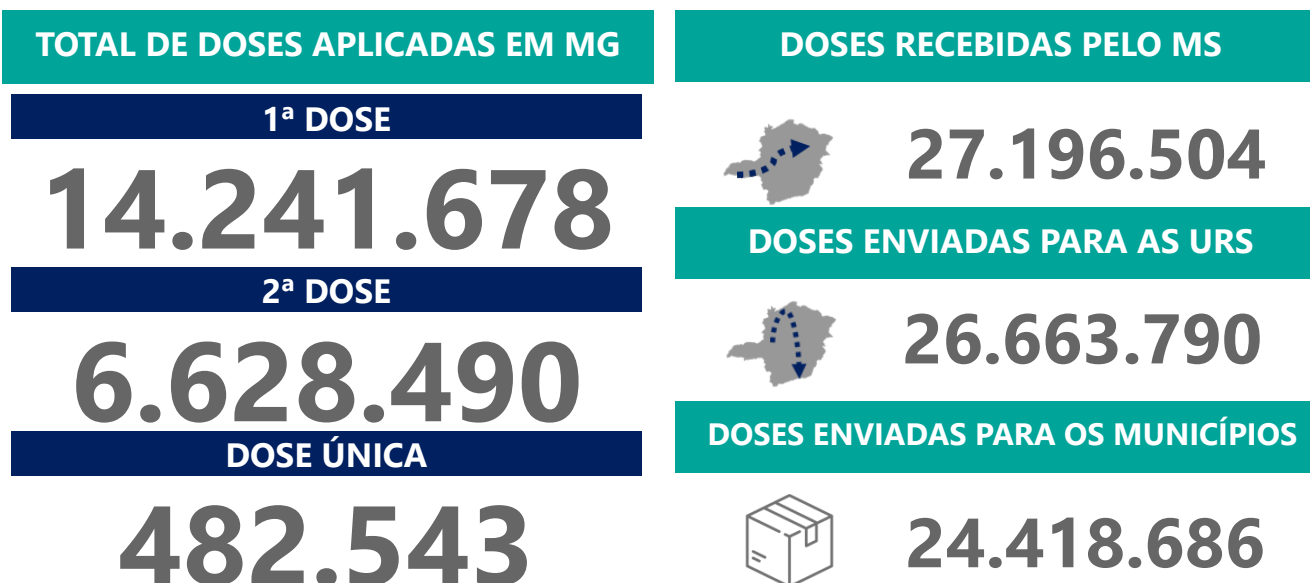 TOTAL DE DOSES APLICADAS EM MG
1ª DOSE
14.241.678
2ª DOSE
6.628.490
DOSE ÚNICA
482.543
DOSES RECEBIDAS PELO MS
27.196.504
DOSES ENVIADAS PARA AS URS
26.663.790
DOSES ENVIADAS PARA OS MUNICÍPIOS
24.418.686